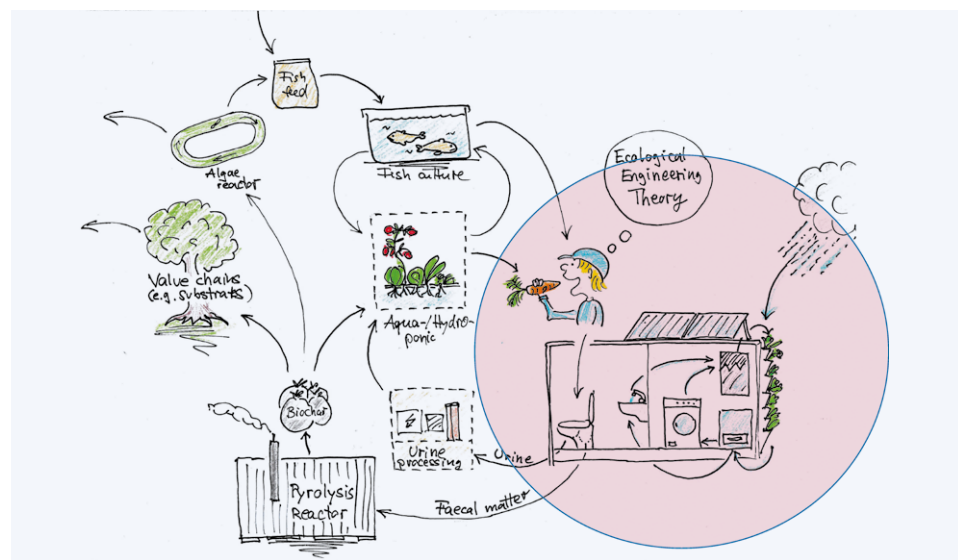 Fish
feed
Algae
reactor
Fish culture
Ecological
Engineering
Theory
Value chains
(e.g. substrats)
Aqua-/Hydro-
ponic
Biochar
Urine
processing
Urine
Pyrolysis
Reactor
Faecal matter